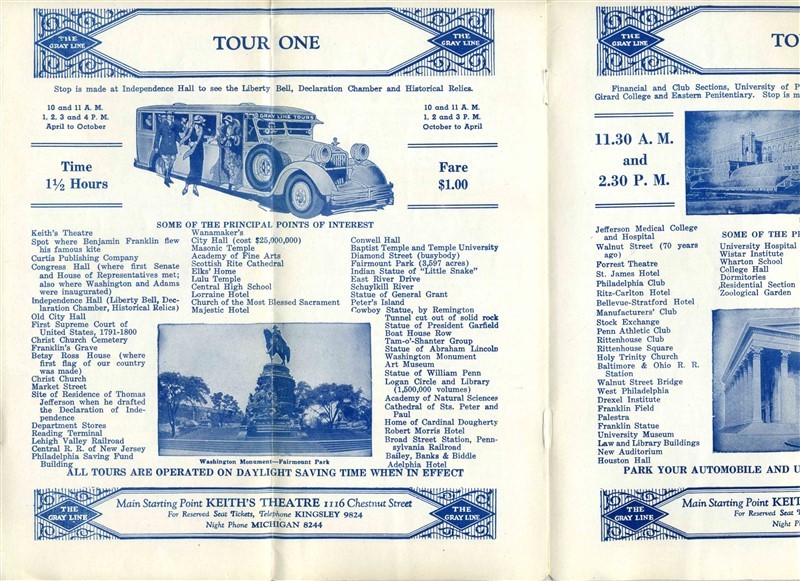 THE GRAY LINE
TOUR ONE
THE GRAY LINE
Stop is made at Independence Hall to see the Liberty Bell, Declaration Chamber and Historical Relics.
10 and 11 A. M.
1, 2, 3 and 4 P. M.
April to October
GRAY LINE TOURS
10 and 11 A. M.
1, 2 and 3 P. M.
October to April
Time
1½ Hours
Fare
$1.00
SOME OF THE PRINCIPAL POINTS OF INTEREST
Keith's Theatre
Spot where Benjamin Franklin flew
his famous kite
Curtis Publishing Company
Congress Hall (where first Senate
and House of Representatives met;
also where Washington and Adams
were inaugurated)
Independence Hall (Liberty Bell, Dec-
laration Chamber, Historical Relics)
Old City Hall
First Supreme Court of
United States, 1791-1800
Christ Church Cemetery
Franklin's Grave
Betsy Ross House (where
first flag of our country
was made)
Christ Church
Market Street
Site of Residence of Thomas
Jefferson when he drafted
the Declaration of Inde-
pendence
Department Stores
Reading Terminal
Lehigh Valley Railroad
Central R. R. of New Jersey
Philadelphia Saving Fund
Building
Wanamaker's
City Hall (cost $25,000,000)
Masonic Temple
Academy of Fine Arts
Scottish Rite Cathedral
Elks' Home
Lulu Temple
Central High School
Lorraine Hotel
Church of the Most Blessed Sacrament
Majestic Hotel
Conwell Hall
Baptist Temple and Temple University
Diamond Street (busybody)
Fairmount Park (3,597 acres)
Indian Statue of "Little Snake"
East River Drive
Schuylkill River
Statue of General Grant
Peter's Island
Cowboy Statue, by Remington
Tunnel cut out of solid rock
Statue of President Garfield
Boat House Row
Tam-o'-Shanter Group
Statue of Abraham Lincoln
Washington Monument
Art Museum
Statue of William Penn
Logan Circle and Library
(1,500,000 volumes)
Academy of Natural Sciences
Cathedral of Sts. Peter and
Paul
Home of Cardinal Dougherty
Robert Morris Hotel
Broad Street Station, Penn-
sylvania Railroad
Bailey, Banks & Biddle
Adelphia Hotel
Washington Monument—Fairmount Park
ALL TOURS ARE OPERATED ON DAYLIGHT SAVING TIME WHEN IN EFFECT
THE GRAY LINE
Main Starting Point KEITH'S THEATRE 1116 Chestnut Street
For Reserved Seat Tickets, Telephone KINGSLEY 9824
Night Phone MICHIGAN 8244
THE GRAY LINE
THE GRAY LINE
TO
Financial and Club Sections, University of P
Girard College and Eastern Penitentiary. Stop is m
11.30 A. M.
and
2.30 P. M.
SOME OF THE P
Jefferson Medical College
and Hospital
Walnut Street (70 years
ago)
Forrest Theatre
St. James Hotel
Philadelphia Club
Ritz-Carlton Hotel
Bellevue-Stratford Hotel
Manufacturers' Club
Stock Exchange
Penn Athletic Club
Rittenhouse Club
Rittenhouse Square
Holy Trinity Church
Baltimore & Ohio R. R.
Station
Walnut Street Bridge
West Philadelphia
Drexel Institute
Franklin Field
Palestra
Franklin Statue
University Museum
Law and Library Buildings
New Auditorium
Houston Hall
University Hospital
Wistar Institute
Wharton School
College Hall
Dormitories
Residential Section
Zoological Garden
PARK YOUR AUTOMOBILE AND U
THE GRAY LINE
Main Starting Point KEIT
For Reserved Seat T
Night P